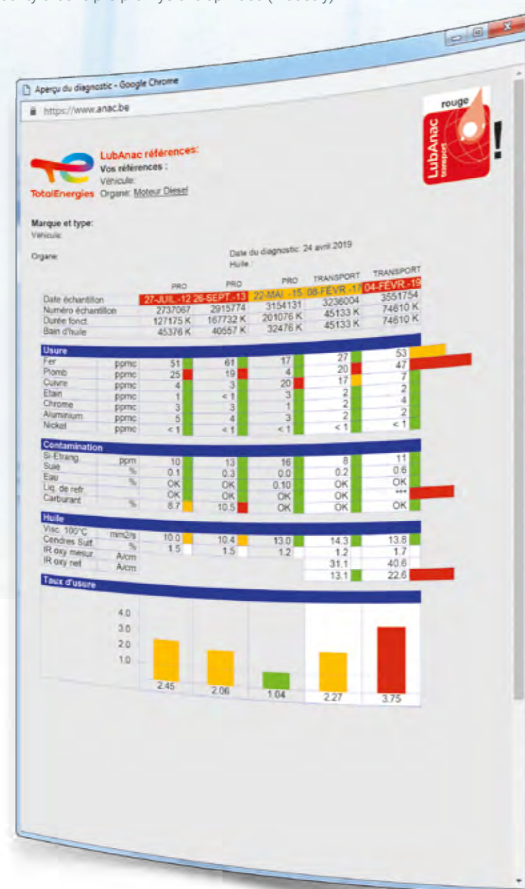 Aperçu du diagnostic - Google Chrome
https://www.anac.be
rouge
LubAnac
transport
!
TotalEnergies
LubAnac références:
Vos références :
Véhicule:
Organe: Moteur Diesel
Marque et type:
Véhicule:
Organe:
Date du diagnostic: 24 avril 2019
Huile :
PRO PRO PRO TRANSPORT TRANSPORT
Date échantillon 27-JUIL.-12 26-SEPT.-13 22-MAI -15 08-FÉVR.-17 04-FÉVR.-19
Numéro échantillon 2737067 2915774 3154131 3236004 3551754
Durée fonct. 127175 K 167732 K 201076 K 45133 K 74610 K
Bain d'huile 45376 K 40557 K 32476 K 45133 K 74610 K
Usure
Fer ppmc 51 61 17 27 53
Plomb ppmc 25 19 4 20 47
Cuivre ppmc 4 3 20 17 7
Etain ppmc 1 < 1 3 2 2
Chrome ppmc 3 3 1 2 4
Aluminium ppmc 5 4 3 2 2
Nickel ppmc < 1 < 1 < 1 < 1 < 1
Contamination
Si-Etrang. ppm 10 13 16 8 11
Suie % 0.1 0.3 0.0 0.2 0.6
Eau % OK OK 0.10 OK OK
Liq. de refr. OK OK OK OK ***
Carburant % 8.7 10.5 OK OK OK
Huile
Visc. 100°C mm2/s 10.0 10.4 13.0 14.3 13.8
Cendres Sulf. % 1.5 1.5 1.2 1.2 1.7
IR oxy mesur. A/cm 31.1 40.6
IR oxy net A/cm 13.1 22.6
Taux d'usure
4.0
3.0
2.0
1.0
2.45 2.06 1.04 2.27 3.75